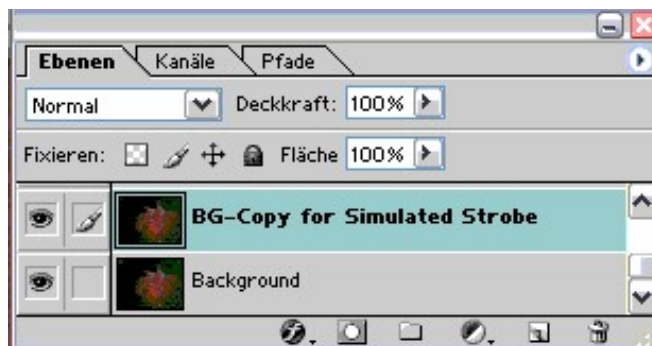 Ebenen Kanäle Pfade
Normal Deckkraft: 100%
Fixieren: Fläche 100%
BG-Copy for Simulated Strobe
Background